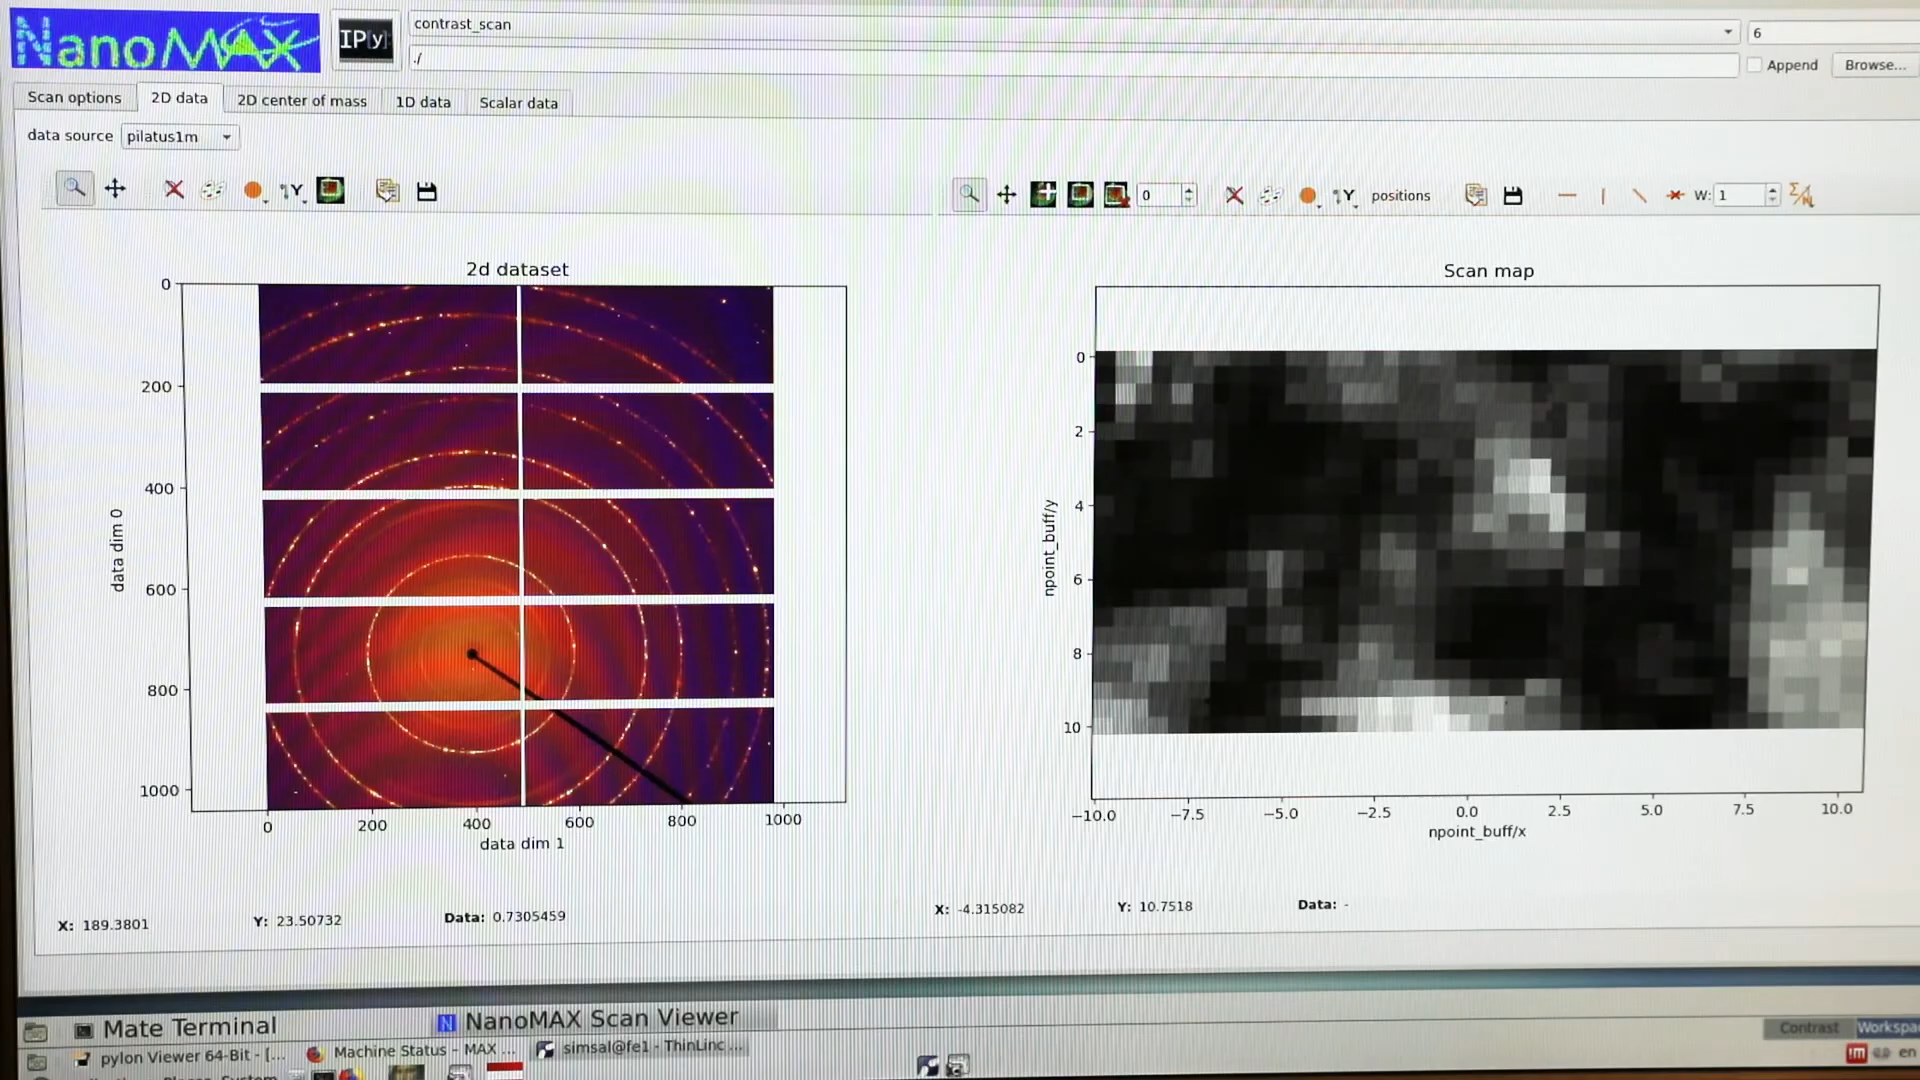 NanoMAX
IP[y]:
contrast_scan
6
./
Append
Browse...
Scan options
2D data
2D center of mass
1D data
Scalar data
data source
pilatus1m
Y
0
Y
positions
W:
1
2d dataset
0
200
400
600
800
1000
data dim 0
0
200
400
600
800
1000
data dim 1
X: 189.3801
Y: 23.50732
Data: 0.7305459
Scan map
0
2
4
6
8
10
npoint_buff/y
−10.0
−7.5
−5.0
−2.5
0.0
2.5
5.0
7.5
10.0
npoint_buff/x
X: -4.315082
Y: 10.7518
Data: -
Mate Terminal
NanoMAX Scan Viewer
Contrast
Workspa
pylon Viewer 64-Bit - [...
Machine Status - MAX ...
simsal@fe1 - ThinLinc ...
en